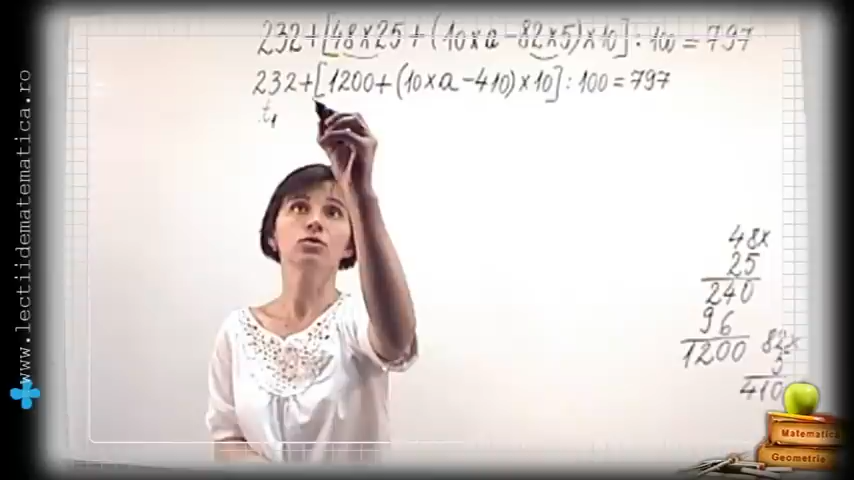 232+[48×25+(10×a-82×5)×10]:100=797
232+[1200+(10×a-410)×10]:100=797
t1
48×
25
240
96
1200
82×
5
410
www.lectiidematematica.ro
Matematica
Geometrie